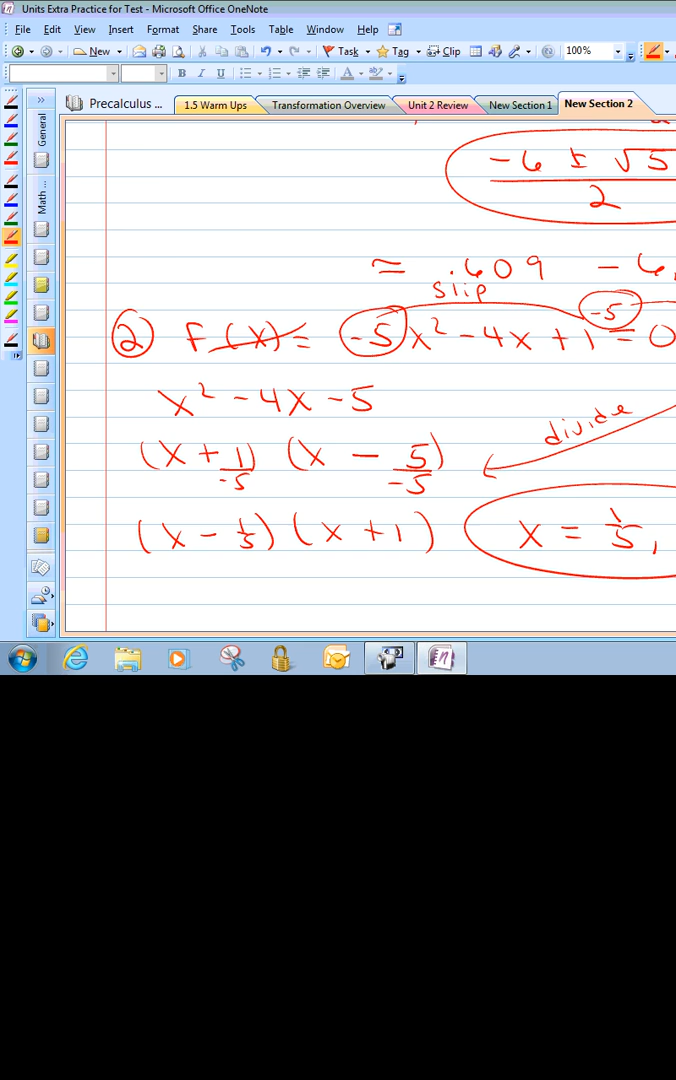 Units Extra Practice for Test - Microsoft Office OneNote
File Edit View Insert Format Share Tools Table Window Help
New Task Tag Clip 100%
B I U A ab
Precalculus ... 1.5 Warm Ups Transformation Overview Unit 2 Review New Section 1 New Section 2
General
Math ...
-6 ± √5
2
≈ .609 -6.
slip
-5
② f(x)= -5x² - 4x + 1 = 0
x² - 4x - 5
divide
(x + 1/-5) (x - 5/-5)
(x - 1/5)(x + 1) x = 1/5,